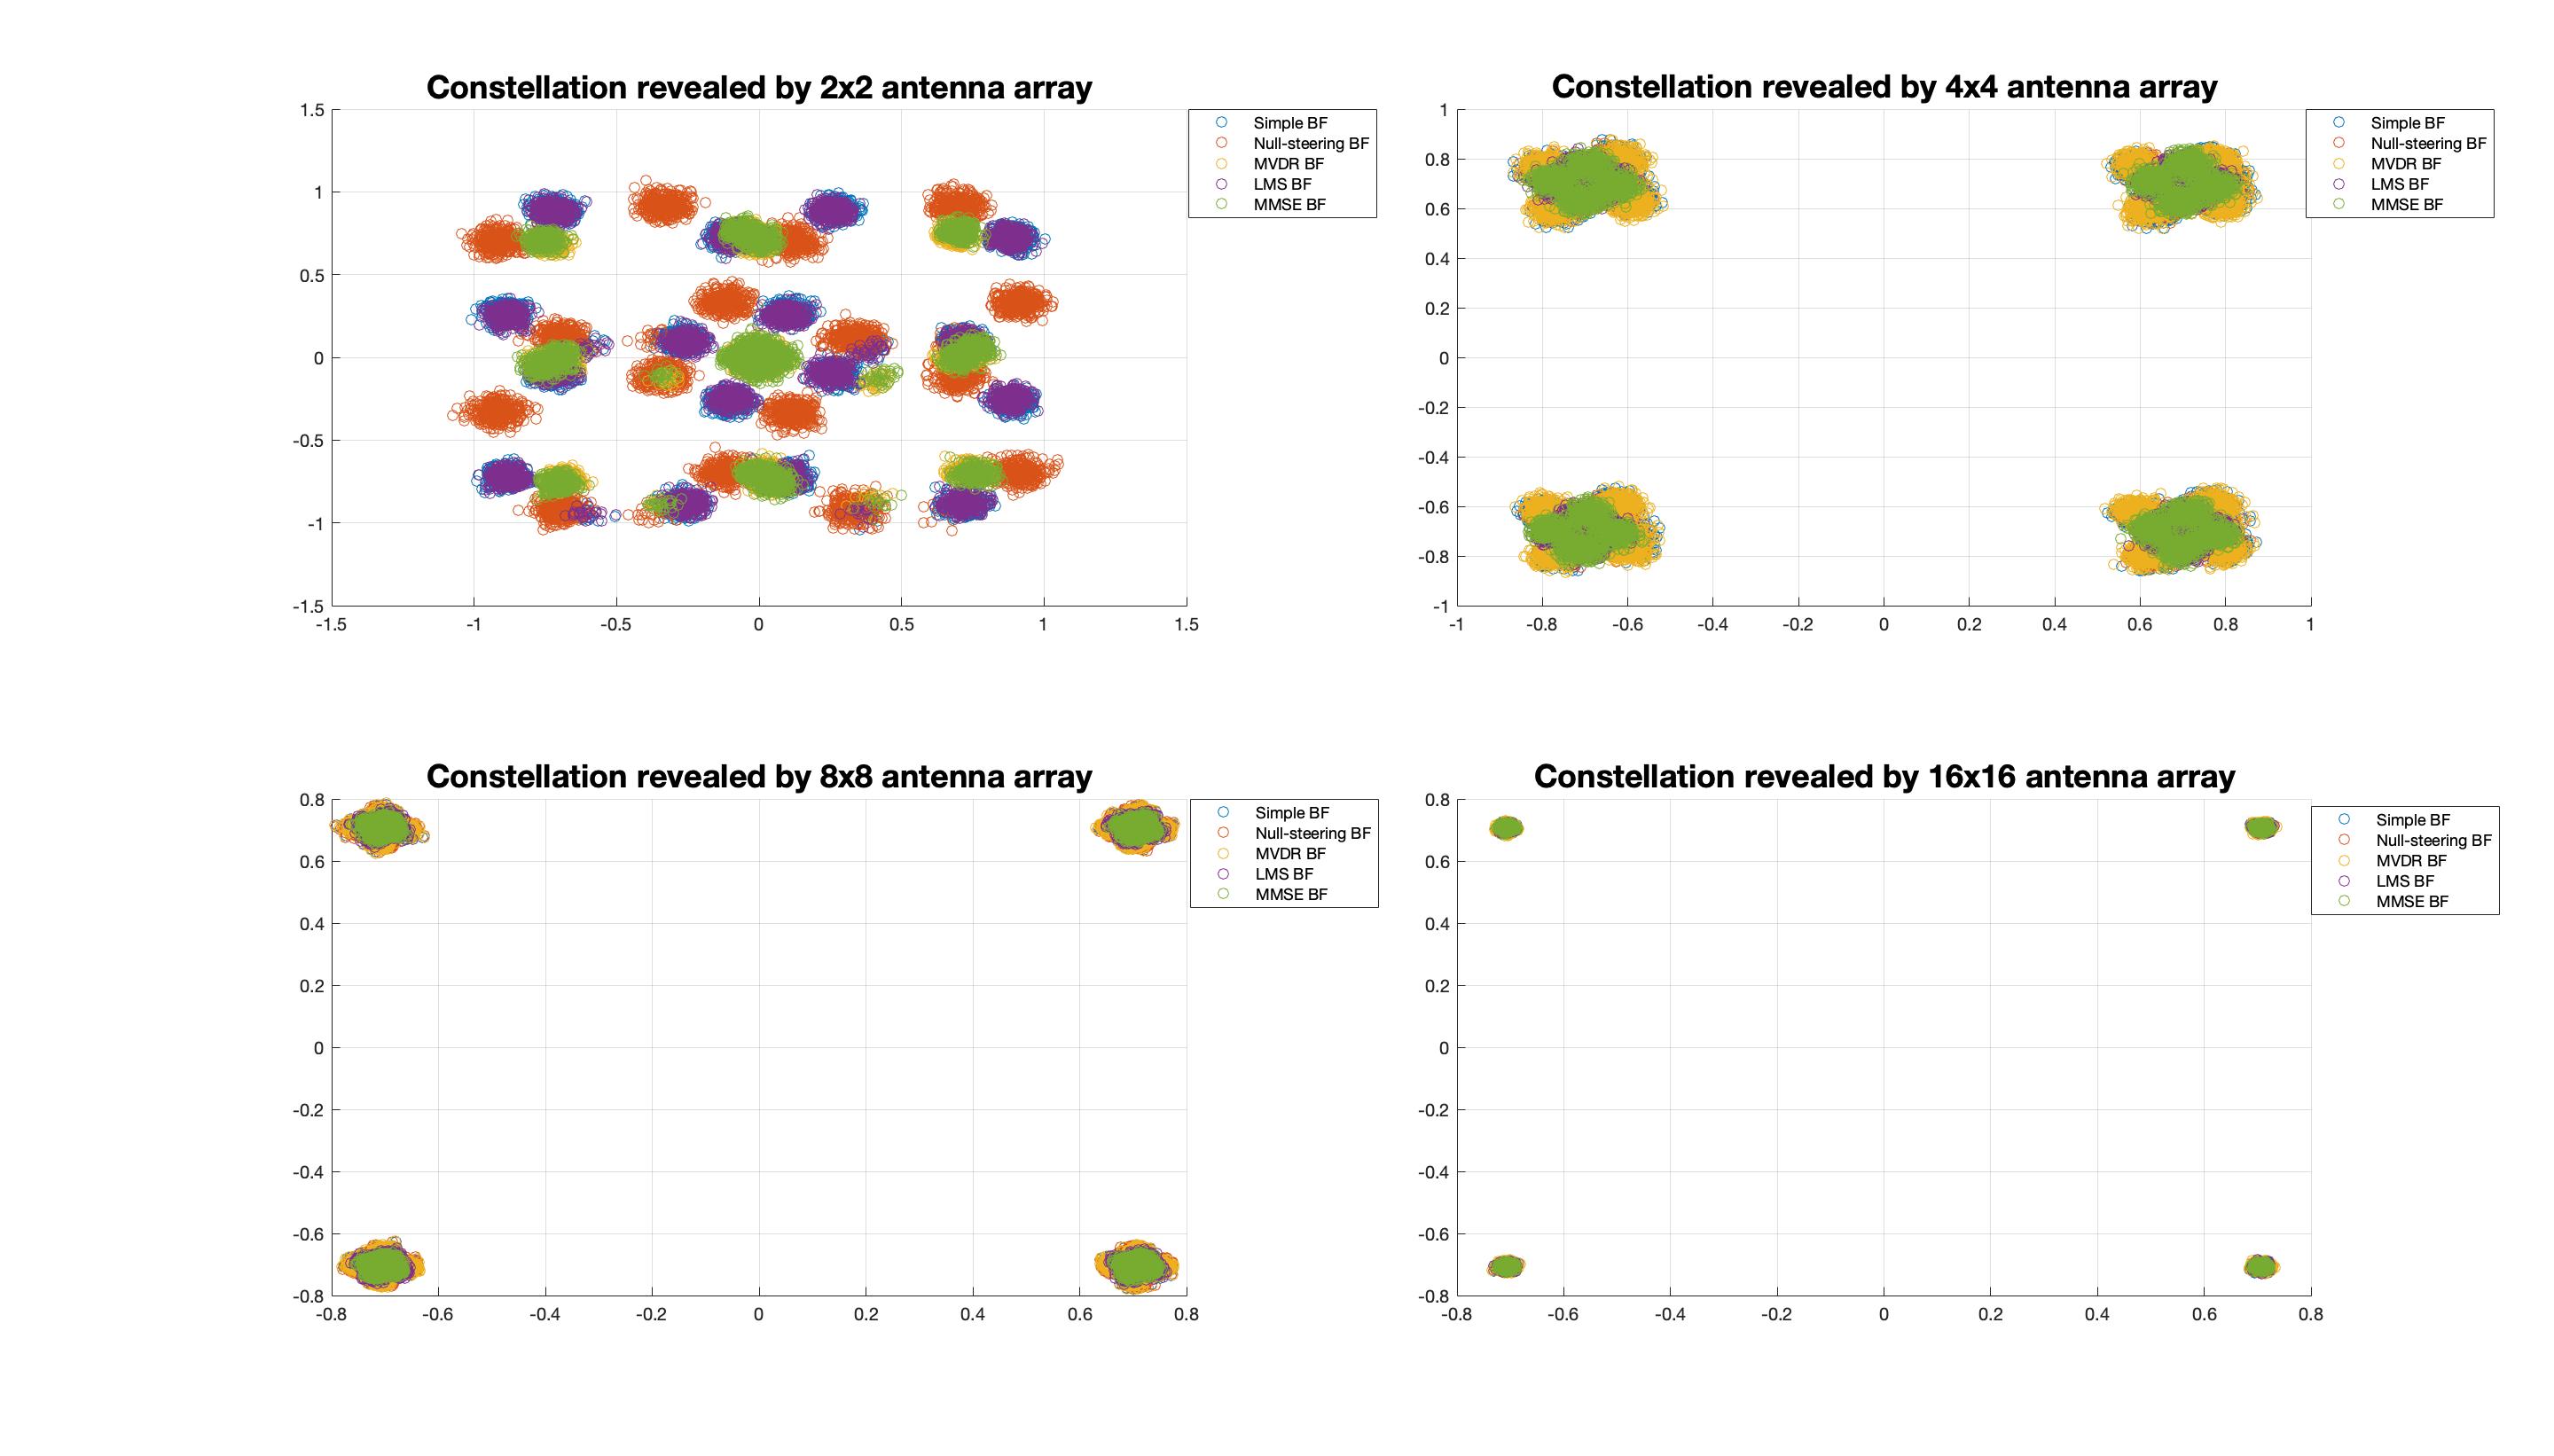 Constellation revealed by 2x2 antenna array
1.5
1
0.5
0
-0.5
-1
-1.5
-1.5 -1 -0.5 0 0.5 1 1.5
Simple BF
Null-steering BF
MVDR BF
LMS BF
MMSE BF
Constellation revealed by 4x4 antenna array
1
0.8
0.6
0.4
0.2
0
-0.2
-0.4
-0.6
-0.8
-1
-1 -0.8 -0.6 -0.4 -0.2 0 0.2 0.4 0.6 0.8 1
Simple BF
Null-steering BF
MVDR BF
LMS BF
MMSE BF
Constellation revealed by 8x8 antenna array
0.8
0.6
0.4
0.2
0
-0.2
-0.4
-0.6
-0.8
-0.8 -0.6 -0.4 -0.2 0 0.2 0.4 0.6 0.8
Simple BF
Null-steering BF
MVDR BF
LMS BF
MMSE BF
Constellation revealed by 16x16 antenna array
0.8
0.6
0.4
0.2
0
-0.2
-0.4
-0.6
-0.8
-0.8 -0.6 -0.4 -0.2 0 0.2 0.4 0.6 0.8
Simple BF
Null-steering BF
MVDR BF
LMS BF
MMSE BF